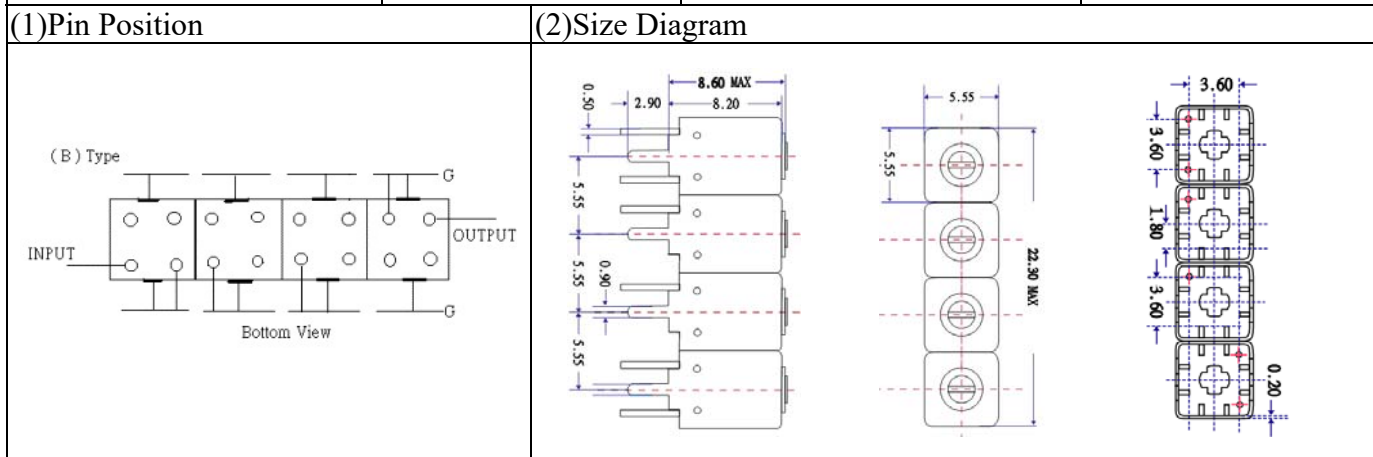 (1)Pin Position
(2)Size Diagram
(B) Type
G
INPUT
OUTPUT
G
Bottom View
8.60 MAX
2.90
8.20
0.50
5.55
5.55
0.90
5.55
5.55
5.55
22.30 MAX
3.60
3.60
1.80
3.60
0.20